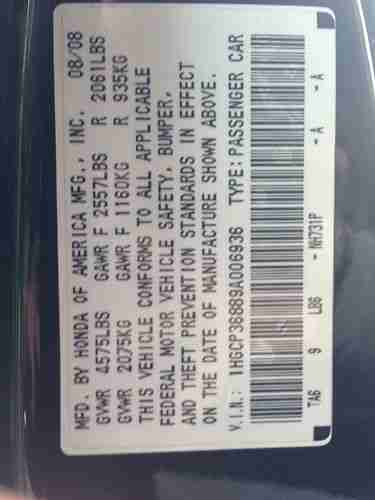 MFD. BY HONDA OF AMERICA MFG., INC. 08/08
GVWR 4575LBS GAWR F 2557LBS R 2061LBS
GVWR 2075KG GAWR F 1160KG R 935KG
THIS VEHICLE CONFORMS TO ALL APPLICABLE
FEDERAL MOTOR VEHICLE SAFETY, BUMPER,
AND THEFT PREVENTION STANDARDS IN EFFECT
ON THE DATE OF MANUFACTURE SHOWN ABOVE.
V.I.N.: 1HGCP36889A006936 TYPE:PASSENGER CAR
TA6 9 LB6 -NH731P -A -A